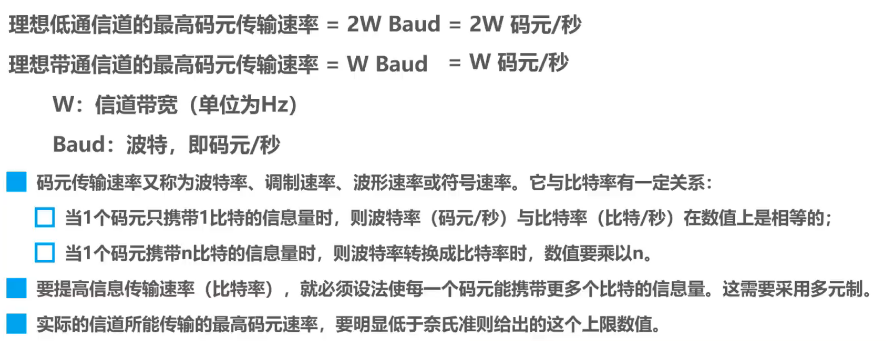 理想低通信道的最高码元传输速率 = 2W Baud = 2W 码元/秒
理想带通信道的最高码元传输速率 = W Baud = W 码元/秒
W：信道带宽（单位为Hz）
Baud：波特，即码元/秒
码元传输速率又称为波特率、调制速率、波形速率或符号速率。它与比特率有一定关系：
当1个码元只携带1比特的信息量时，则波特率（码元/秒）与比特率（比特/秒）在数值上是相等的；
当1个码元携带n比特的信息量时，则波特率转换成比特率时，数值要乘以n。
要提高信息传输速率（比特率），就必须设法使每一个码元能携带更多个比特的信息量。这需要采用多元制。
实际的信道所能传输的最高码元速率，要明显低于奈氏准则给出的这个上限数值。